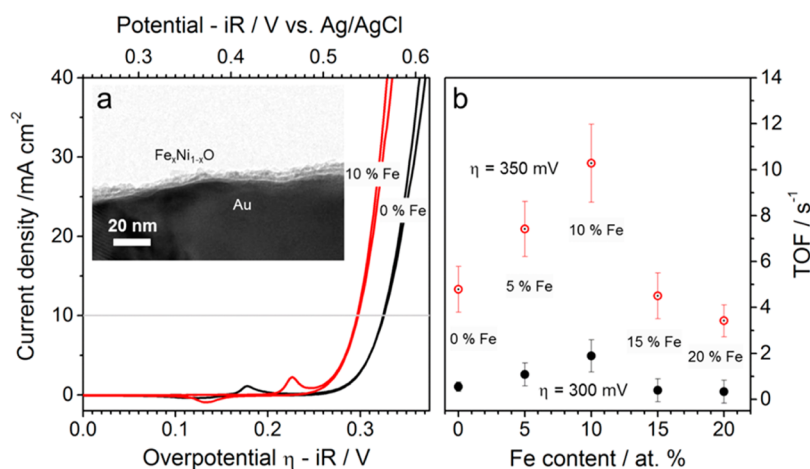 Potential - iR / V vs. Ag/AgCl
0.3 0.4 0.5 0.6
40
30
20
10
0
Current density /mA cm⁻²
a
FeₓNi₁₋ₓO
Au
20 nm
10 % Fe
0 % Fe
0.0 0.1 0.2 0.3
Overpotential η - iR / V
b
η = 350 mV
10 % Fe
5 % Fe
0 % Fe
15 % Fe
20 % Fe
η = 300 mV
14
12
10
8
6
4
2
0
TOF / s⁻¹
0 5 10 15 20
Fe content / at. %